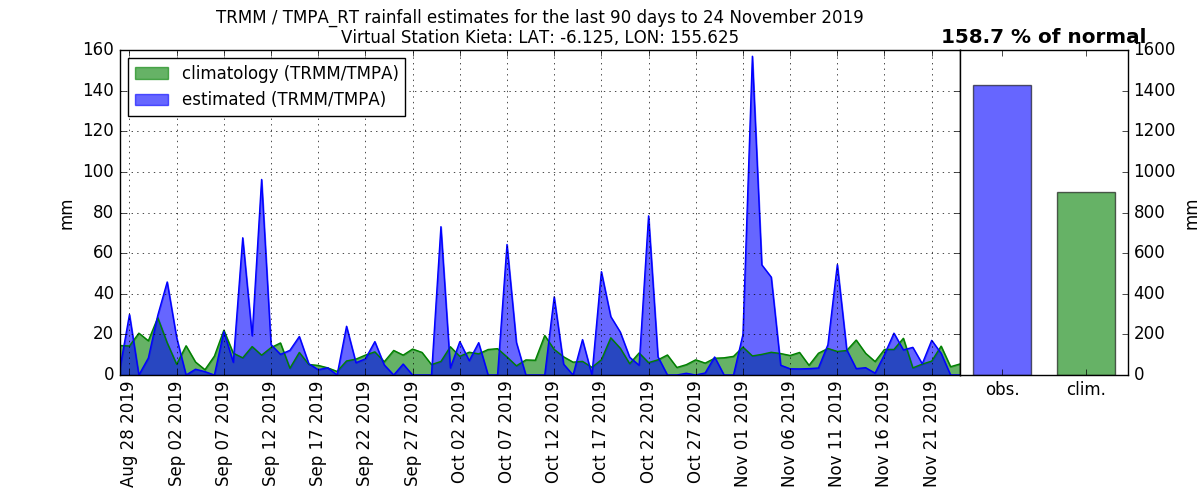 TRMM / TMPA_RT rainfall estimates for the last 90 days to 24 November 2019
Virtual Station Kieta: LAT: -6.125, LON: 155.625
158.7 % of normal
climatology (TRMM/TMPA)
estimated (TRMM/TMPA)
mm
160
140
120
100
80
60
40
20
0
Aug 28 2019
Sep 02 2019
Sep 07 2019
Sep 12 2019
Sep 17 2019
Sep 22 2019
Sep 27 2019
Oct 02 2019
Oct 07 2019
Oct 12 2019
Oct 17 2019
Oct 22 2019
Oct 27 2019
Nov 01 2019
Nov 06 2019
Nov 11 2019
Nov 16 2019
Nov 21 2019
1600
1400
1200
1000
800
600
400
200
0
mm
obs.
clim.